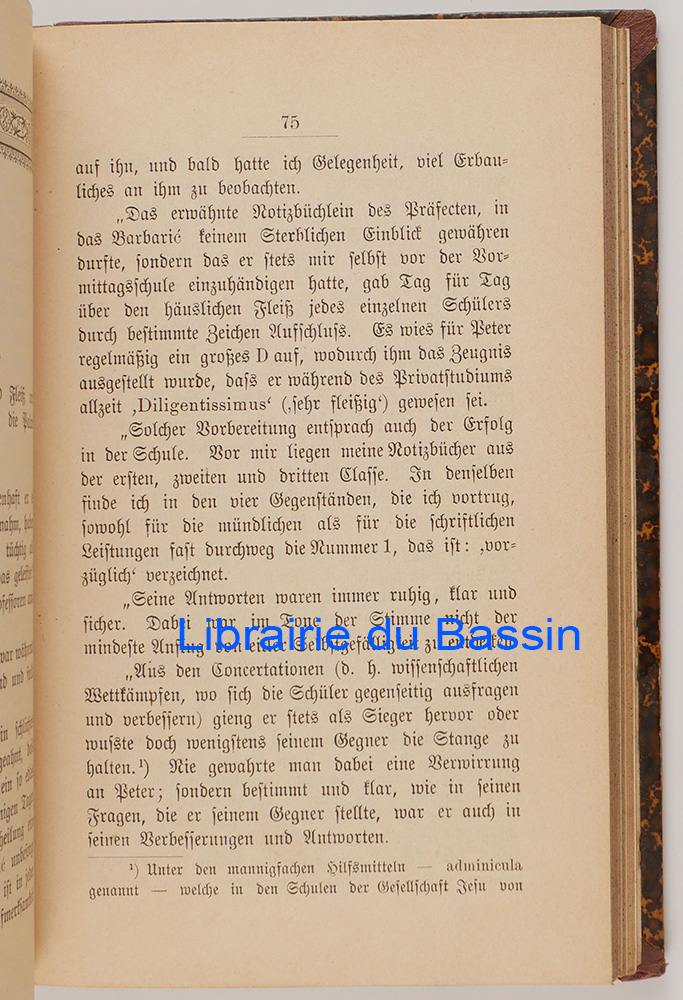 75
auf ihn, und bald hatte ich Gelegenheit, viel Erbau-
liches an ihm zu beobachten.
„Das erwähnte Notizbüchlein des Präfecten, in
das Barbarić keinem Sterblichen Einblick gewähren
durfte, sondern das er stets mir selbst vor der Vor-
mittagsschule einzuhändigen hatte, gab Tag für Tag
über den häuslichen Fleiß jedes einzelnen Schülers
durch bestimmte Zeichen Aufschluss. Es wies für Peter
regelmäßig ein großes D auf, wodurch ihm das Zeugnis
ausgestellt wurde, dass er während des Privatstudiums
allzeit ‚Diligentissimus‘ (‚sehr fleißig‘) gewesen sei.
„Solcher Vorbereitung entsprach auch der Erfolg
in der Schule. Vor mir liegen meine Notizbücher aus
der ersten, zweiten und dritten Classe. In denselben
finde ich in den vier Gegenständen, die ich vortrug,
sowohl für die mündlichen als für die schriftlichen
Leistungen fast durchweg die Nummer 1, das ist: ‚vor-
züglich‘ verzeichnet.
„Seine Antworten waren immer ruhig, klar und
sicher. Dabei war im Tone der Stimme nicht der
mindeste Anflug von einer Selbstgefälligkeit zu entdecken.
Librairie du Bassin
„Aus den Concertationen (d. h. wissenschaftlichen
Wettkämpfen, wo sich die Schüler gegenseitig ausfragen
und verbessern) gieng er stets als Sieger hervor oder
wusste doch wenigstens seinem Gegner die Stange zu
halten.¹) Nie gewahrte man dabei eine Verwirrung
an Peter; sondern bestimmt und klar, wie in seinen
Fragen, die er seinem Gegner stellte, war er auch in
seinen Verbesserungen und Antworten.
¹) Unter den mannigfachen Hilfsmitteln — adminicula
genannt — welche in den Schulen der Gesellschaft Jesu von